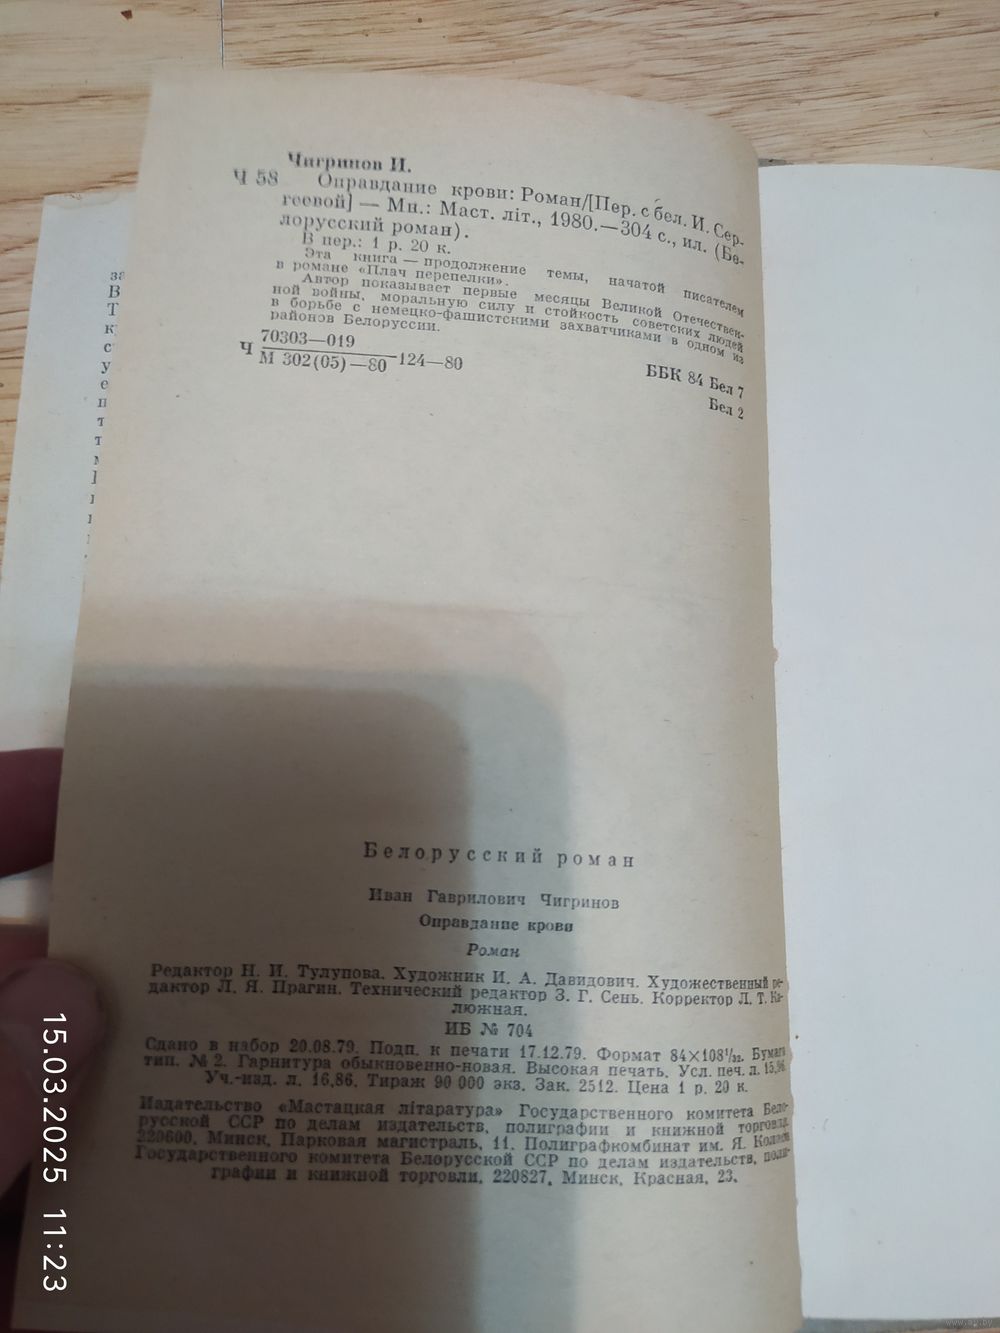 Чигринов И.
Ч 58 Оправдание крови: Роман/[Пер. с бел. И. Сер-
геевой] — Мн.: Маст. літ., 1980.—304 с., ил. (Бе-
лорусский роман).
В пер.: 1 р. 20 к.
Эта книга — продолжение темы, начатой писателем
в романе «Плач перепелки».
Автор показывает первые месяцы Великой Отечествен-
ной войны, моральную силу и стойкость советских людей
в борьбе с немецко-фашистскими захватчиками в одном из
районов Белоруссии.
Ч 70303—019
М 302(05)—80 —124—80
ББК 84 Бел 7
Бел 2
Белорусский роман
Иван Гаврилович Чигринов
Оправдание крови
Роман
Редактор Н. И. Тулупова. Художник И. А. Давидович. Художественный ре-
дактор Л. Я. Прагин. Технический редактор З. Г. Сень. Корректор Л. Т. Ка-
люжная.
ИБ № 704
Сдано в набор 20.08.79. Подп. к печати 17.12.79. Формат 84×108¹/₃₂. Бумага
тип. № 2. Гарнитура обыкновенно-новая. Высокая печать. Усл. печ. л. 15,96.
Уч.-изд. л. 16,86. Тираж 90 000 экз. Зак. 2512. Цена 1 р. 20 к.
Издательство «Мастацкая літаратура» Государственного комитета Бело-
русской ССР по делам издательств, полиграфии и книжной торговли.
220600, Минск, Парковая магистраль, 11. Полиграфкомбинат им. Я. Коласа
Государственного комитета Белорусской ССР по делам издательств, поли-
графии и книжной торговли. 220827, Минск, Красная, 23.
15.03.2025 11:23
www.ay.by